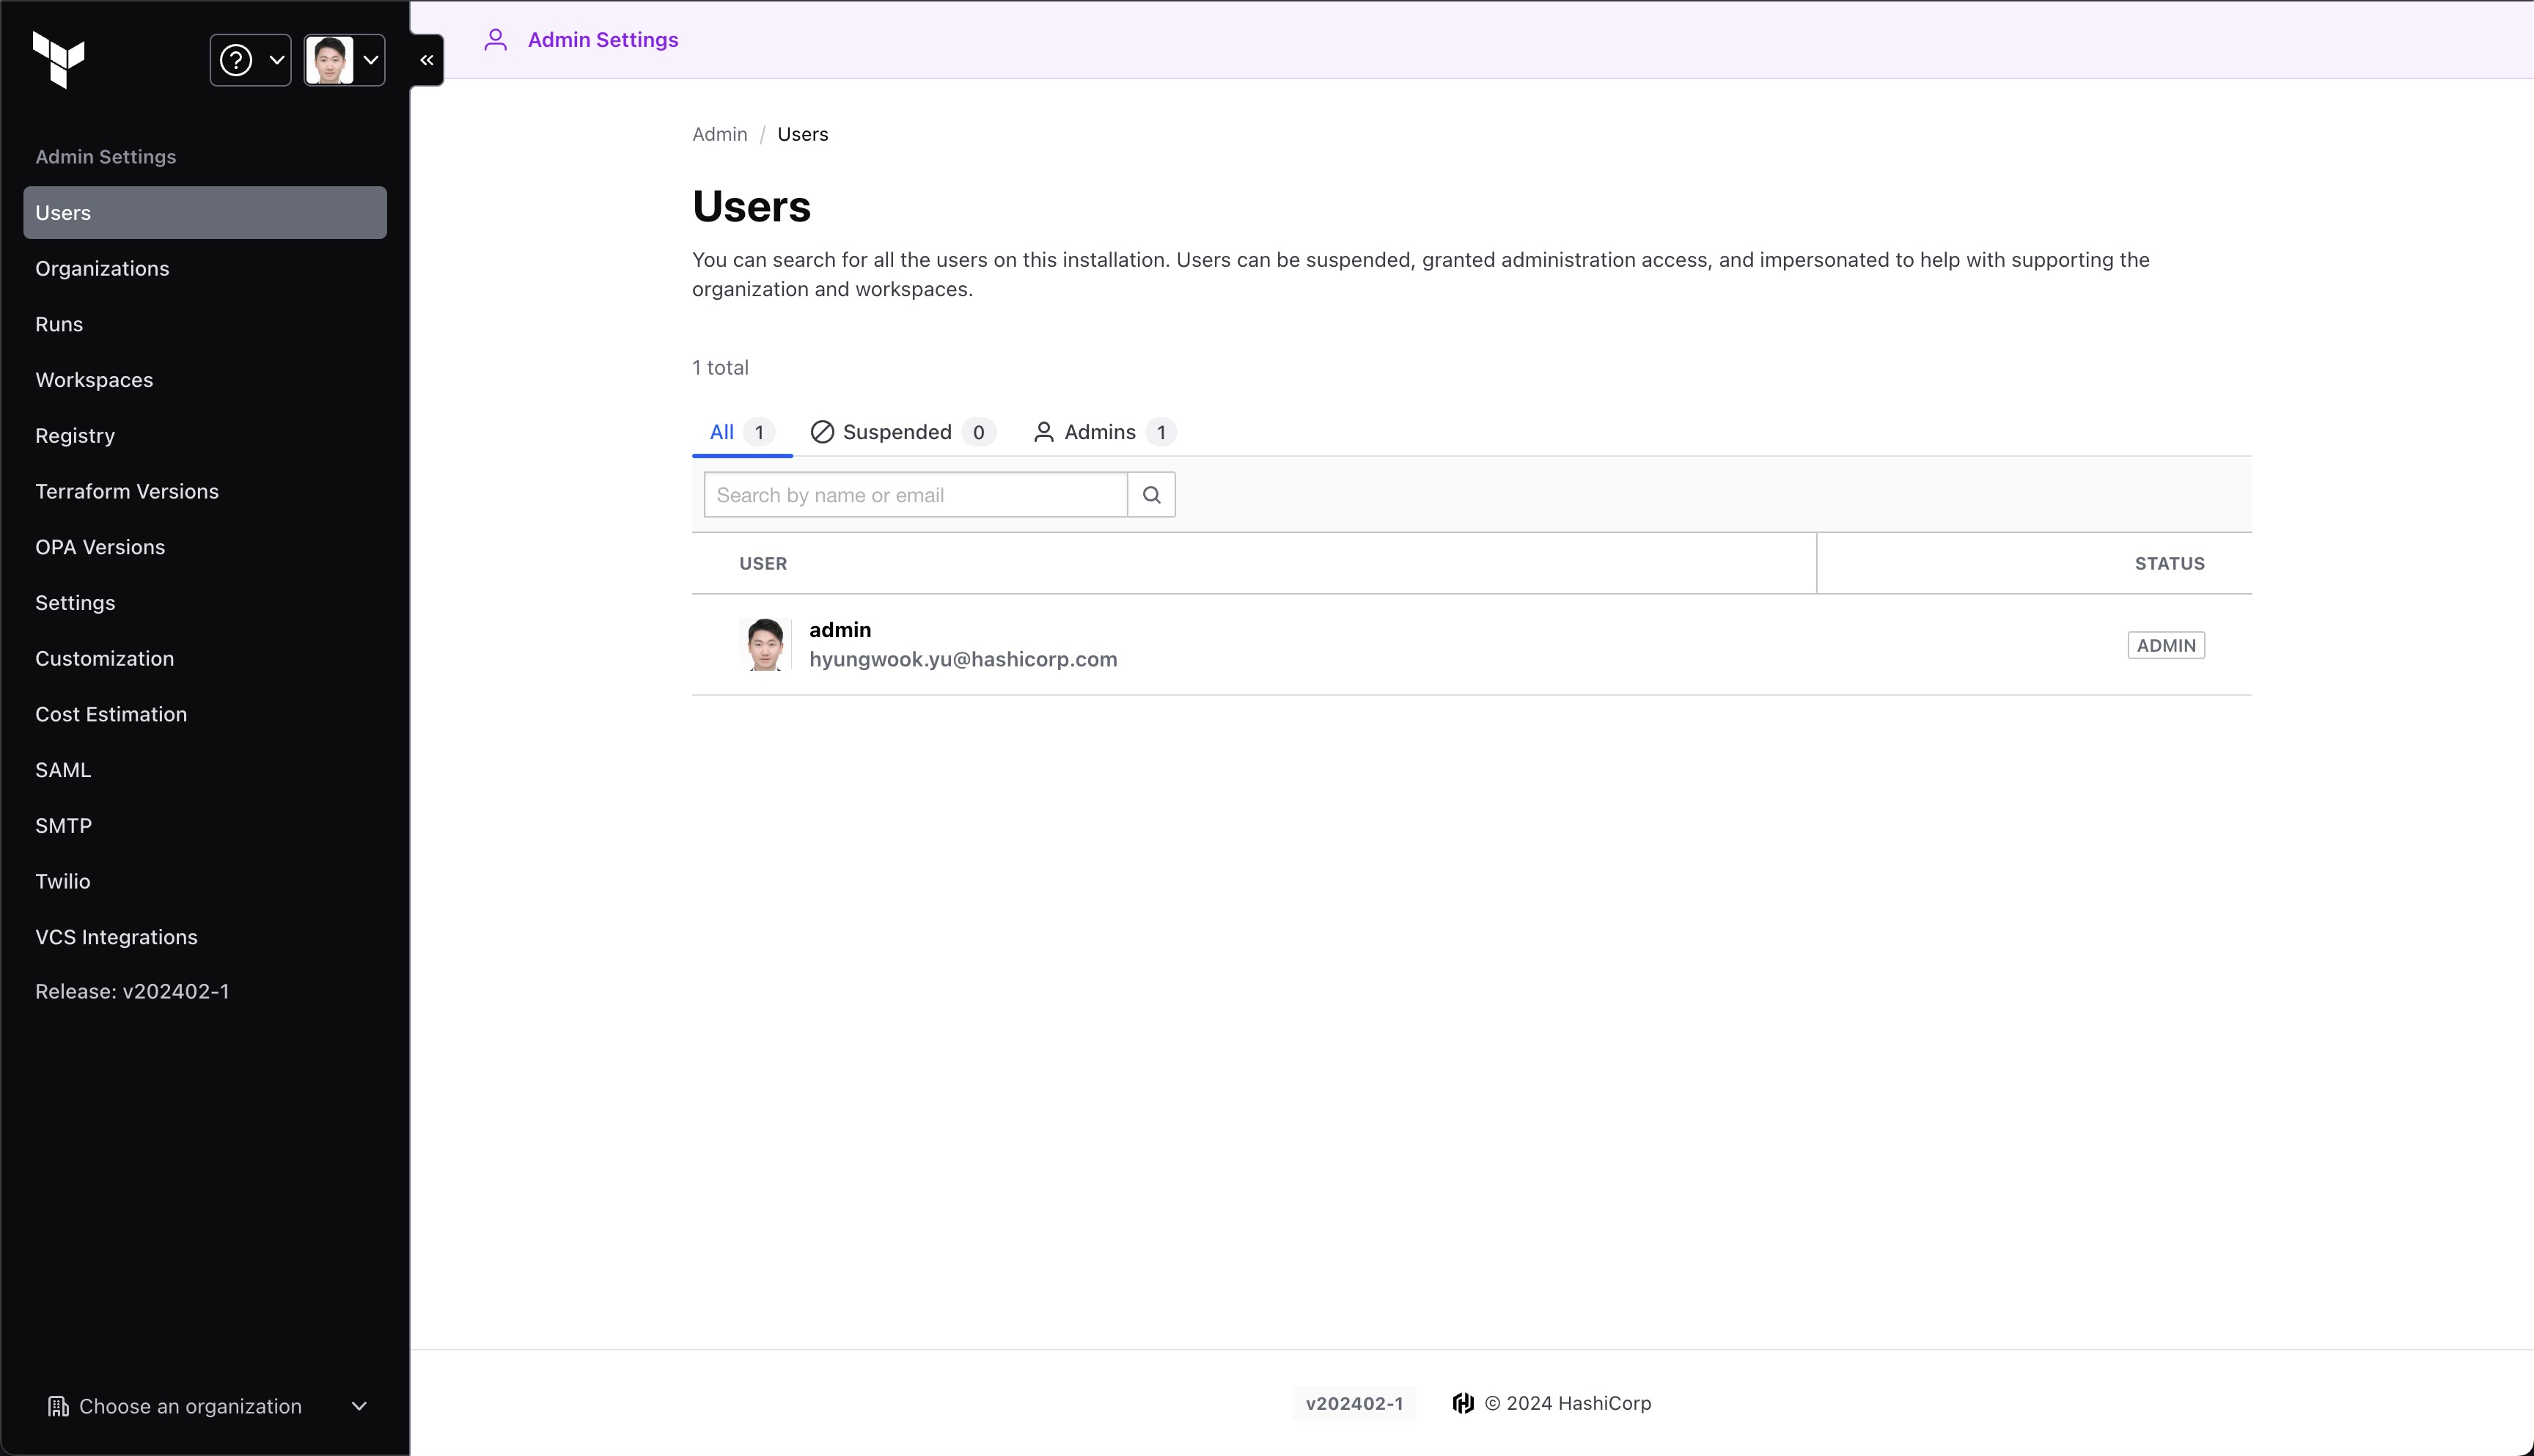 Admin Settings
Users
Organizations
Runs
Workspaces
Registry
Terraform Versions
OPA Versions
Settings
Customization
Cost Estimation
SAML
SMTP
Twilio
VCS Integrations
Release: v202402-1
Choose an organization
Admin Settings
Admin / Users
Users
You can search for all the users on this installation. Users can be suspended, granted administration access, and impersonated to help with supporting the
organization and workspaces.
1 total
All 1 Suspended 0 Admins 1
Search by name or email
USER STATUS
admin
hyungwook.yu@hashicorp.com
ADMIN
v202402-1 © 2024 HashiCorp